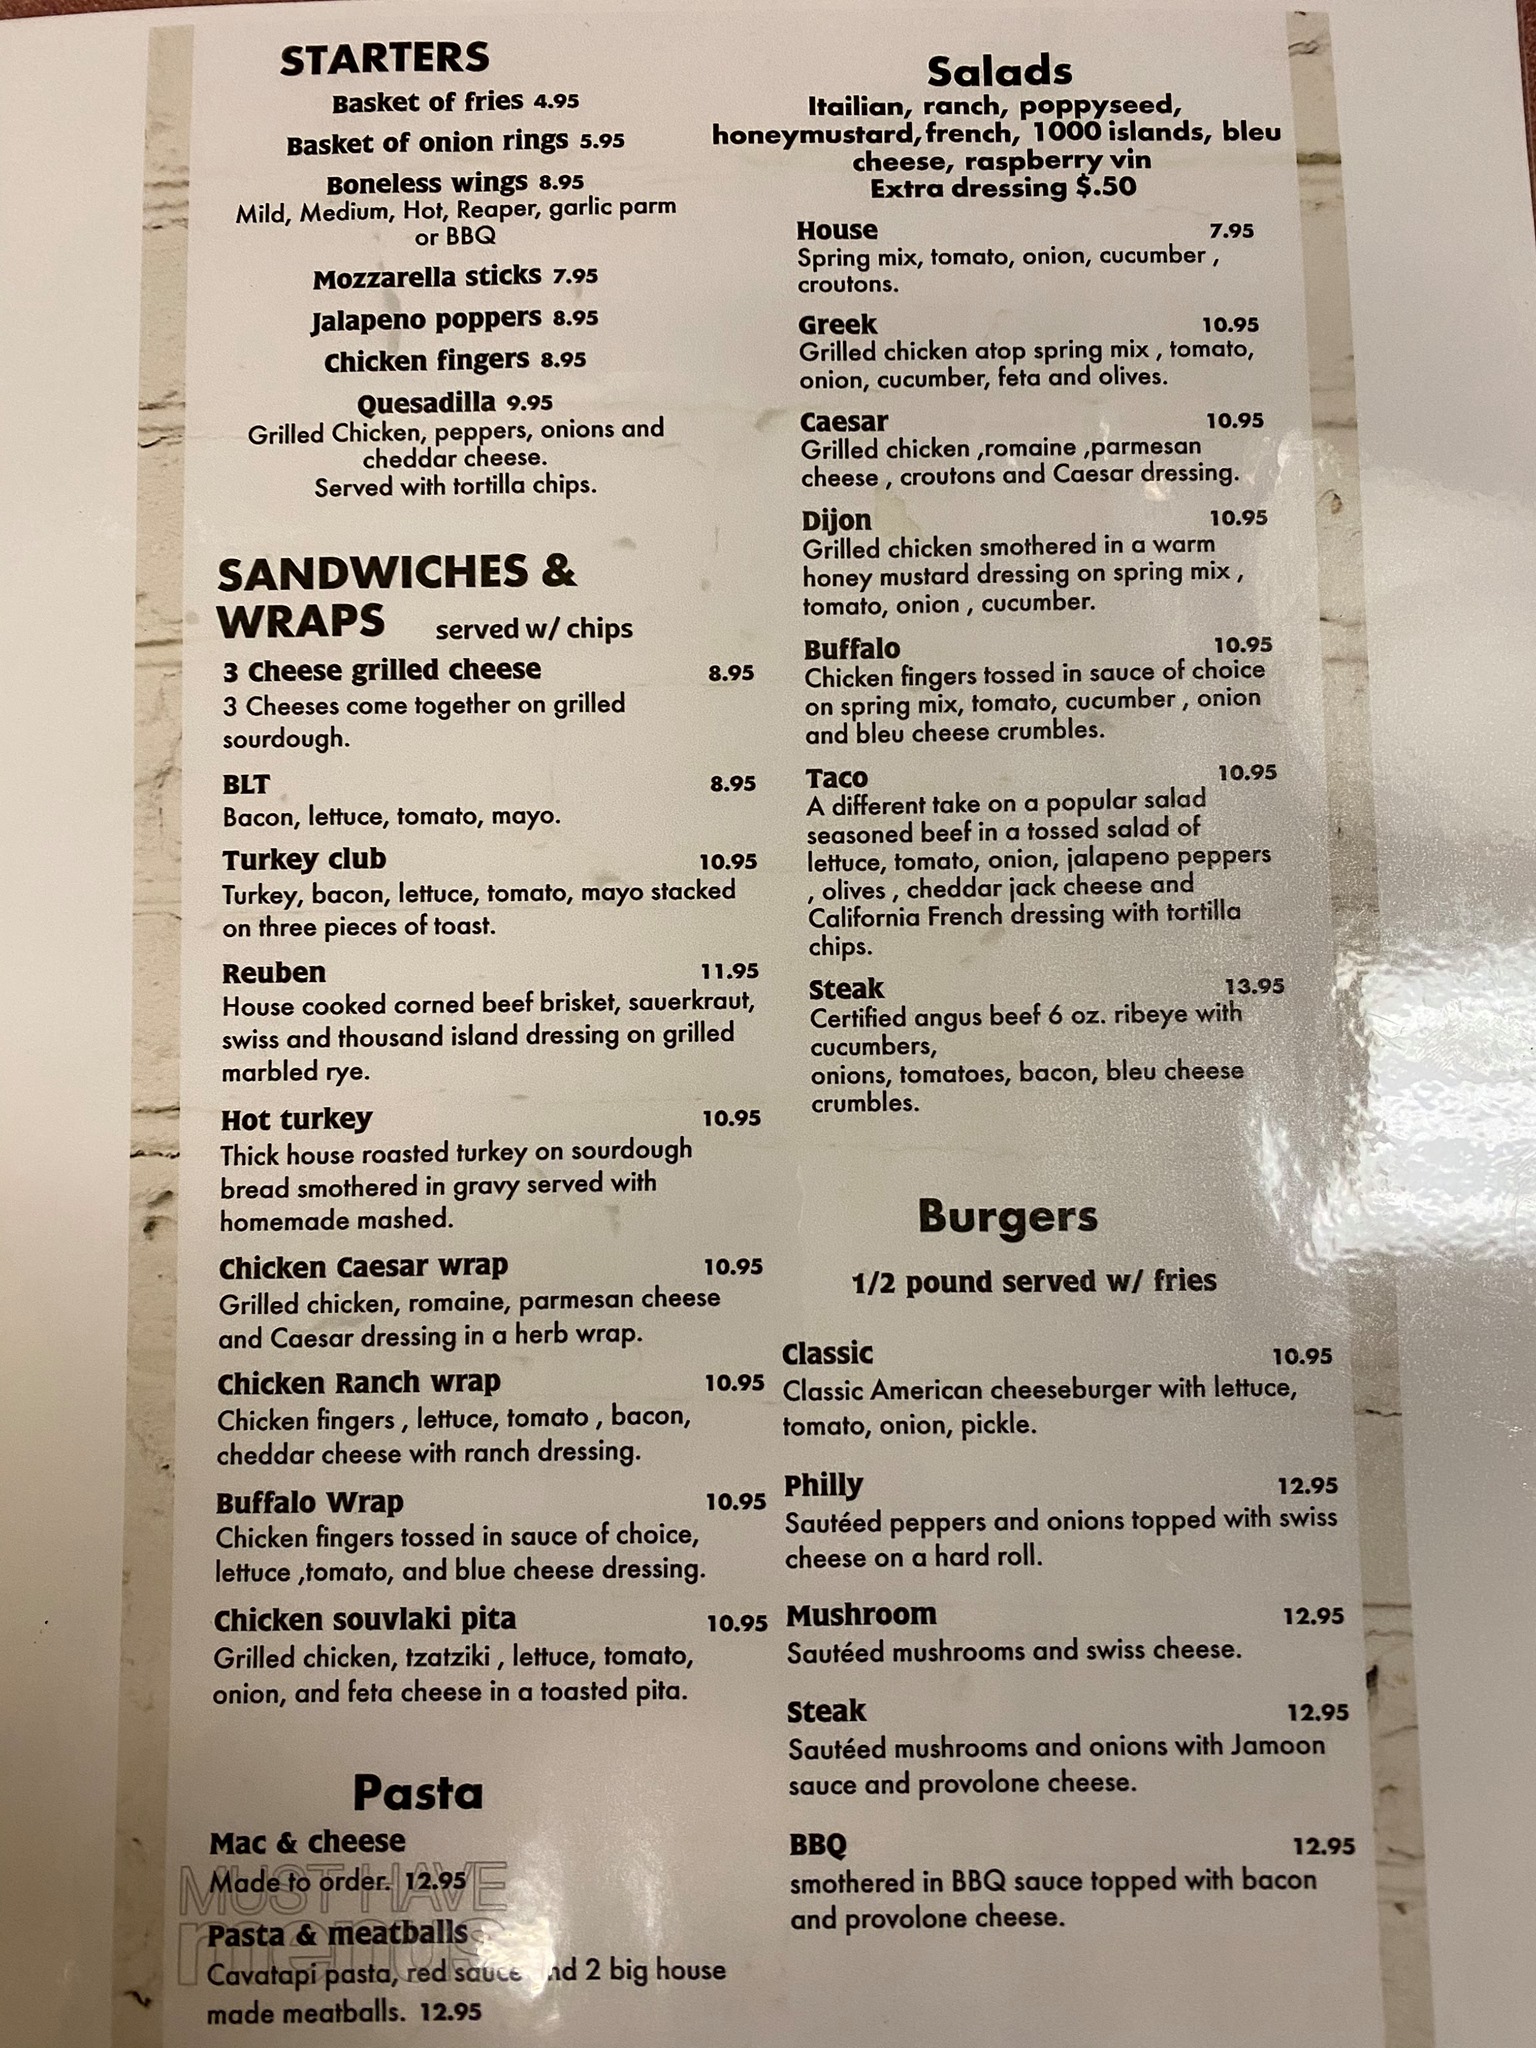 STARTERS
Basket of fries 4.95
Basket of onion rings 5.95
Boneless wings 8.95
Mild, Medium, Hot, Reaper, garlic parm
or BBQ
Mozzarella sticks 7.95
Jalapeno poppers 8.95
Chicken fingers 8.95
Quesadilla 9.95
Grilled Chicken, peppers, onions and
cheddar cheese.
Served with tortilla chips.
SANDWICHES &
WRAPS served w/ chips
3 Cheese grilled cheese 8.95
3 Cheeses come together on grilled
sourdough.
BLT 8.95
Bacon, lettuce, tomato, mayo.
Turkey club 10.95
Turkey, bacon, lettuce, tomato, mayo stacked
on three pieces of toast.
Reuben 11.95
House cooked corned beef brisket, sauerkraut,
swiss and thousand island dressing on grilled
marbled rye.
Hot turkey 10.95
Thick house roasted turkey on sourdough
bread smothered in gravy served with
homemade mashed.
Chicken Caesar wrap 10.95
Grilled chicken, romaine, parmesan cheese
and Caesar dressing in a herb wrap.
Chicken Ranch wrap 10.95
Chicken fingers , lettuce, tomato , bacon,
cheddar cheese with ranch dressing.
Buffalo Wrap 10.95
Chicken fingers tossed in sauce of choice,
lettuce ,tomato, and blue cheese dressing.
Chicken souvlaki pita 10.95
Grilled chicken, tzatziki , lettuce, tomato,
onion, and feta cheese in a toasted pita.
Pasta
Mac & cheese
Made to order. 12.95
MUST HAVE
menus
Pasta & meatballs
Cavatapi pasta, red sauce and 2 big house
made meatballs. 12.95
Salads
Itailian, ranch, poppyseed,
honeymustard, french, 1000 islands, bleu
cheese, raspberry vin
Extra dressing $.50
House 7.95
Spring mix, tomato, onion, cucumber ,
croutons.
Greek 10.95
Grilled chicken atop spring mix , tomato,
onion, cucumber, feta and olives.
Caesar 10.95
Grilled chicken ,romaine ,parmesan
cheese , croutons and Caesar dressing.
Dijon 10.95
Grilled chicken smothered in a warm
honey mustard dressing on spring mix ,
tomato, onion , cucumber.
Buffalo 10.95
Chicken fingers tossed in sauce of choice
on spring mix, tomato, cucumber , onion
and bleu cheese crumbles.
Taco 10.95
A different take on a popular salad
seasoned beef in a tossed salad of
lettuce, tomato, onion, jalapeno peppers
, olives , cheddar jack cheese and
California French dressing with tortilla
chips.
Steak 13.95
Certified angus beef 6 oz. ribeye with
cucumbers,
onions, tomatoes, bacon, bleu cheese
crumbles.
Burgers
1/2 pound served w/ fries
Classic 10.95
Classic American cheeseburger with lettuce,
tomato, onion, pickle.
Philly 12.95
Sautéed peppers and onions topped with swiss
cheese on a hard roll.
Mushroom 12.95
Sautéed mushrooms and swiss cheese.
Steak 12.95
Sautéed mushrooms and onions with Jamoon
sauce and provolone cheese.
BBQ 12.95
smothered in BBQ sauce topped with bacon
and provolone cheese.